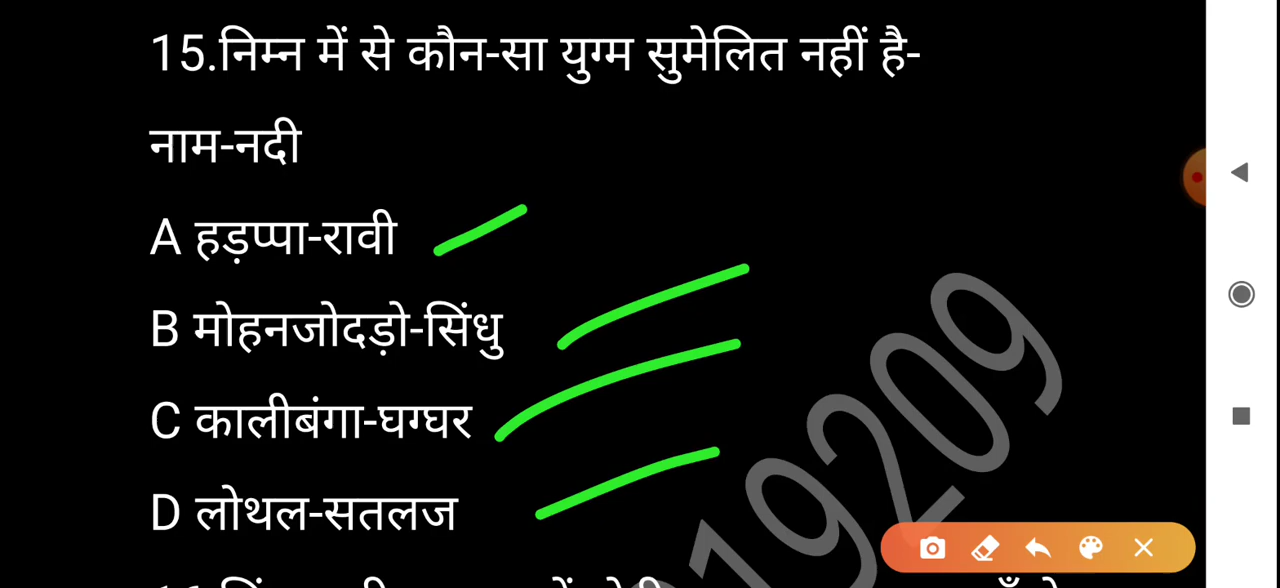 15.निम्न में से कौन-सा युग्म सुमेलित नहीं है-
नाम-नदी
A हड़प्पा-रावी
B मोहनजोदड़ो-सिंधु
C कालीबंगा-घग्घर
D लोथल-सतलज
19209